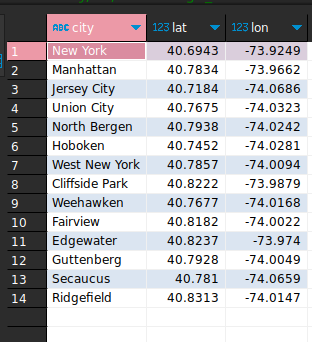 ABC city 123 lat 123 lon
1 New York 40.6943 -73.9249
2 Manhattan 40.7834 -73.9662
3 Jersey City 40.7184 -74.0686
4 Union City 40.7675 -74.0323
5 North Bergen 40.7938 -74.0242
6 Hoboken 40.7452 -74.0281
7 West New York 40.7857 -74.0094
8 Cliffside Park 40.8222 -73.9879
9 Weehawken 40.7677 -74.0168
10 Fairview 40.8182 -74.0022
11 Edgewater 40.8237 -73.974
12 Guttenberg 40.7928 -74.0049
13 Secaucus 40.781 -74.0659
14 Ridgefield 40.8313 -74.0147